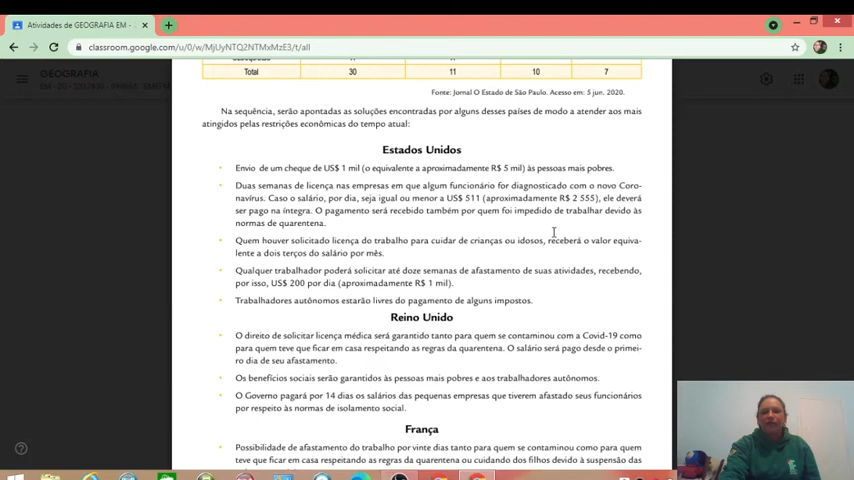 Atividades de GEOGRAFIA EM -
classroom.google.com/u/0/w/MjUyNTQ2NTMxMzE3/t/all
GEOGRAFIA
Total 30 11 10 7
Fonte: Jornal O Estado de São Paulo. Acesso em: 5 jun. 2020.
Na sequência, serão apontadas as soluções encontradas por alguns desses países de modo a atender aos mais
atingidos pelas restrições econômicas do tempo atual:
Estados Unidos
Envio de um cheque de US$ 1 mil (o equivalente a aproximadamente R$ 5 mil) às pessoas mais pobres.
Duas semanas de licença nas empresas em que algum funcionário for diagnosticado com o novo Coro-
navírus. Caso o salário, por dia, seja igual ou menor a US$ 511 (aproximadamente R$ 2 555), ele deverá
ser pago na íntegra. O pagamento será recebido também por quem foi impedido de trabalhar devido às
normas de quarentena.
Quem houver solicitado licença do trabalho para cuidar de crianças ou idosos, receberá o valor equiva-
lente a dois terços do salário por mês.
Qualquer trabalhador poderá solicitar até doze semanas de afastamento de suas atividades, recebendo,
por isso, US$ 200 por dia (aproximadamente R$ 1 mil).
Trabalhadores autônomos estarão livres do pagamento de alguns impostos.
Reino Unido
O direito de solicitar licença médica será garantido tanto para quem se contaminou com a Covid-19 como
para quem teve que ficar em casa respeitando as regras da quarentena. O salário será pago desde o primei-
ro dia de seu afastamento.
Os benefícios sociais serão garantidos às pessoas mais pobres e aos trabalhadores autônomos.
O Governo pagará por 14 dias os salários das pequenas empresas que tiverem afastado seus funcionários
por respeito às normas de isolamento social.
França
Possibilidade de afastamento do trabalho por vinte dias tanto para quem se contaminou como para quem
teve que ficar em casa respeitando as regras da quarentena ou cuidando dos filhos devido à suspensão das